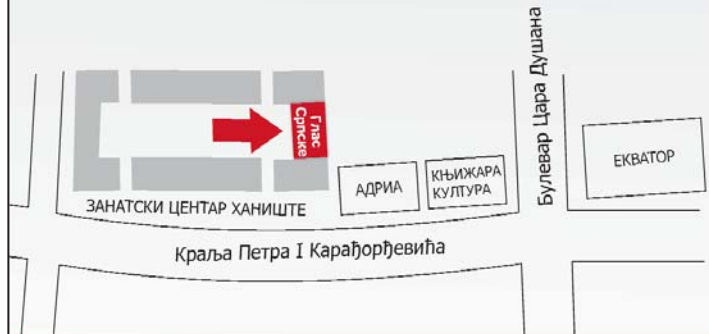 Глас
Српске
ЗАНАТСКИ ЦЕНТАР ХАНИШТЕ
АДРИА
КЊИЖАРА
КУЛТУРА
Булевар Цара Душана
ЕКВАТОР
Краља Петра I Карађорђевића